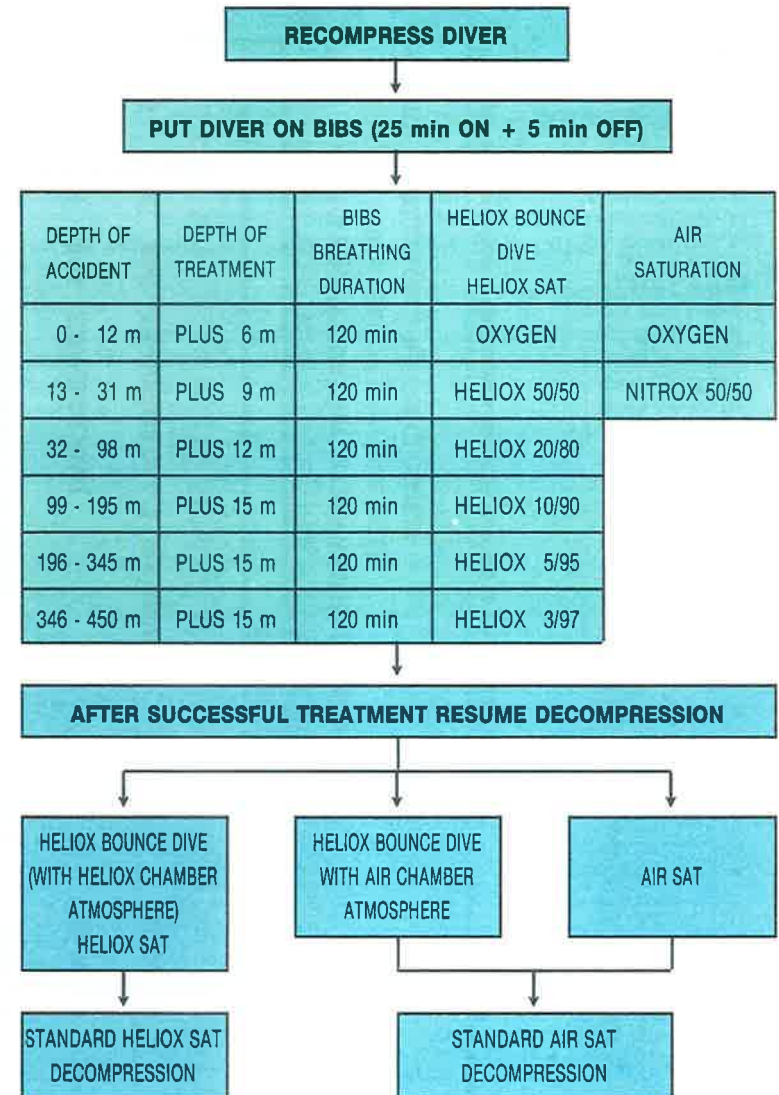 RECOMPRESS DIVER
PUT DIVER ON BIBS (25 min ON + 5 min OFF)
DEPTH OF ACCIDENT DEPTH OF TREATMENT BIBS BREATHING DURATION HELIOX BOUNCE DIVE HELIOX SAT AIR SATURATION
0 - 12 m PLUS 6 m 120 min OXYGEN OXYGEN
13 - 31 m PLUS 9 m 120 min HELIOX 50/50 NITROX 50/50
32 - 98 m PLUS 12 m 120 min HELIOX 20/80
99 - 195 m PLUS 15 m 120 min HELIOX 10/90
196 - 345 m PLUS 15 m 120 min HELIOX 5/95
346 - 450 m PLUS 15 m 120 min HELIOX 3/97
AFTER SUCCESSFUL TREATMENT RESUME DECOMPRESSION
HELIOX BOUNCE DIVE
(WITH HELIOX CHAMBER
ATMOSPHERE)
HELIOX SAT
HELIOX BOUNCE DIVE
WITH AIR CHAMBER
ATMOSPHERE
AIR SAT
STANDARD HELIOX SAT
DECOMPRESSION
STANDARD AIR SAT
DECOMPRESSION